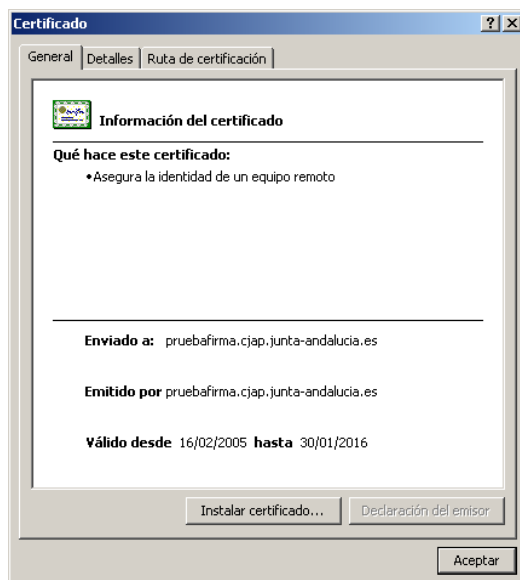 Certificado
General Detalles Ruta de certificación
Información del certificado
Qué hace este certificado:
•Asegura la identidad de un equipo remoto
Enviado a: pruebafirma.cjap.junta-andalucia.es
Emitido por pruebafirma.cjap.junta-andalucia.es
Válido desde 16/02/2005 hasta 30/01/2016
Instalar certificado... Declaración del emisor
Aceptar